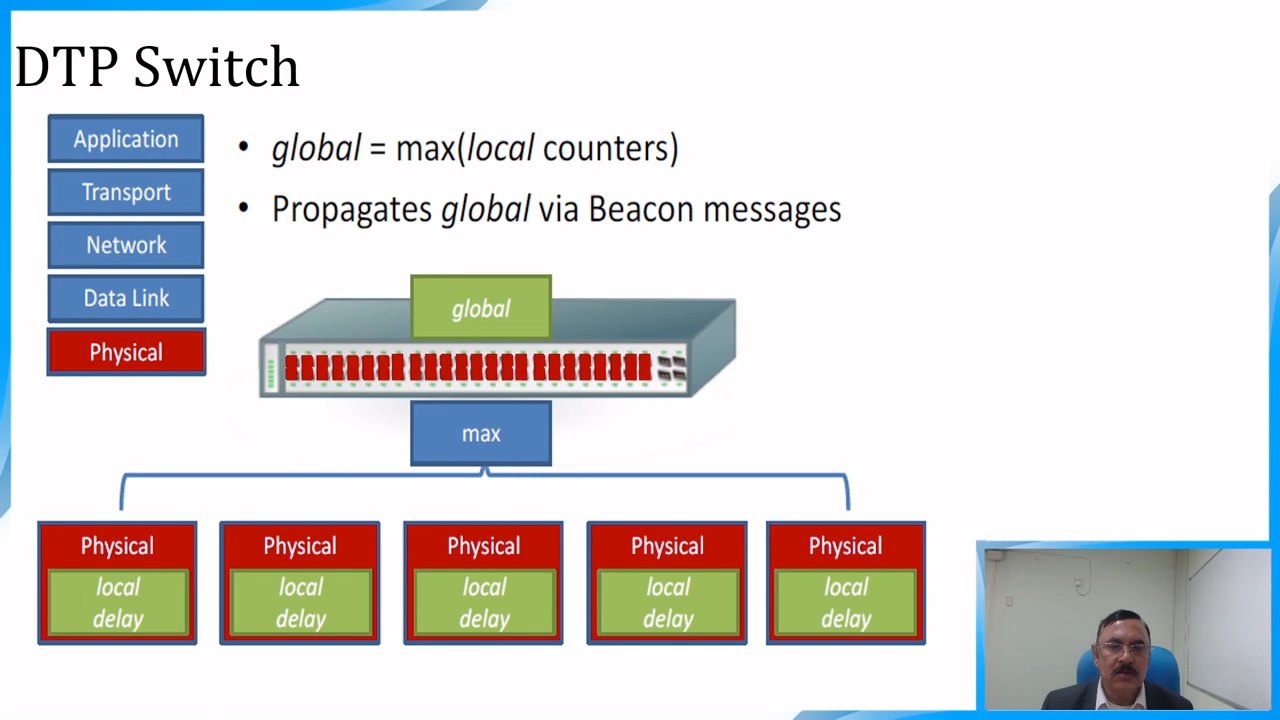 DTP Switch
Application
Transport
Network
Data Link
Physical
• global = max(local counters)
• Propagates global via Beacon messages
global
max
Physical
local
delay
Physical
local
delay
Physical
local
delay
Physical
local
delay
Physical
local
delay